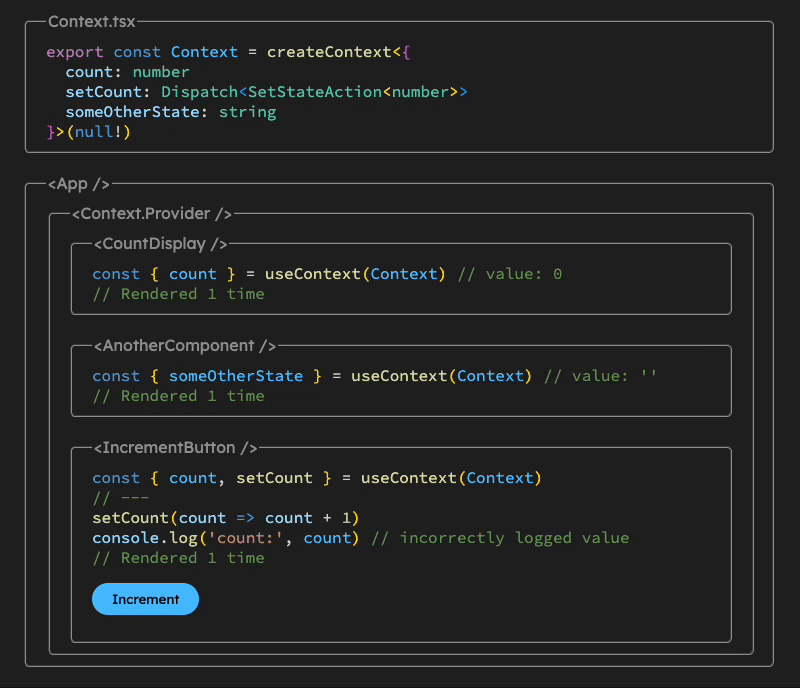 Context.tsx
export const Context = createContext<{
  count: number
  setCount: Dispatch<SetStateAction<number>>
  someOtherState: string
}>(null!)
<App />
<Context.Provider />
<CountDisplay />
const { count } = useContext(Context) // value: 0
// Rendered 1 time
<AnotherComponent />
const { someOtherState } = useContext(Context) // value: ''
// Rendered 1 time
<IncrementButton />
const { count, setCount } = useContext(Context)
// ---
setCount(count => count + 1)
console.log('count:', count) // incorrectly logged value
// Rendered 1 time
Increment